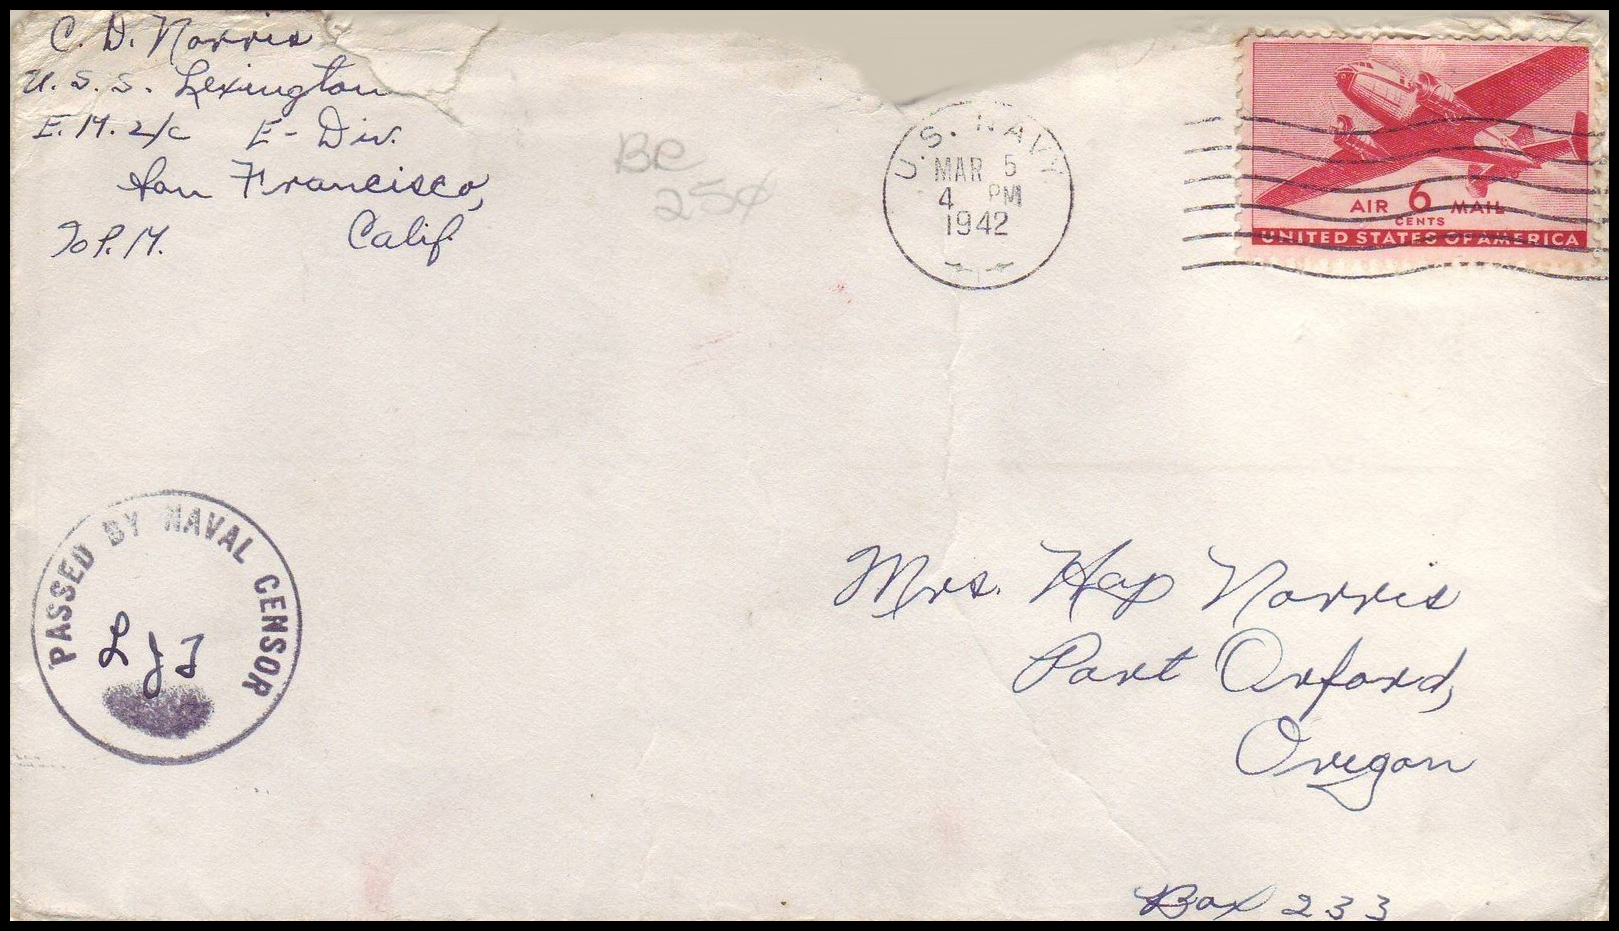 C. D. Norris
U.S.S. Lexington
E.M. 2/c E-Div.
San Francisco,
℅ P.M. Calif.
BC
25¢
U.S. NAVY
MAR 5
4 PM
1942
AIR 6 MAIL
CENTS
UNITED STATES OF AMERICA
PASSED BY NAVAL CENSOR
L J T
Mrs. Hap Norris
Port Orford,
Oregon
Box 233